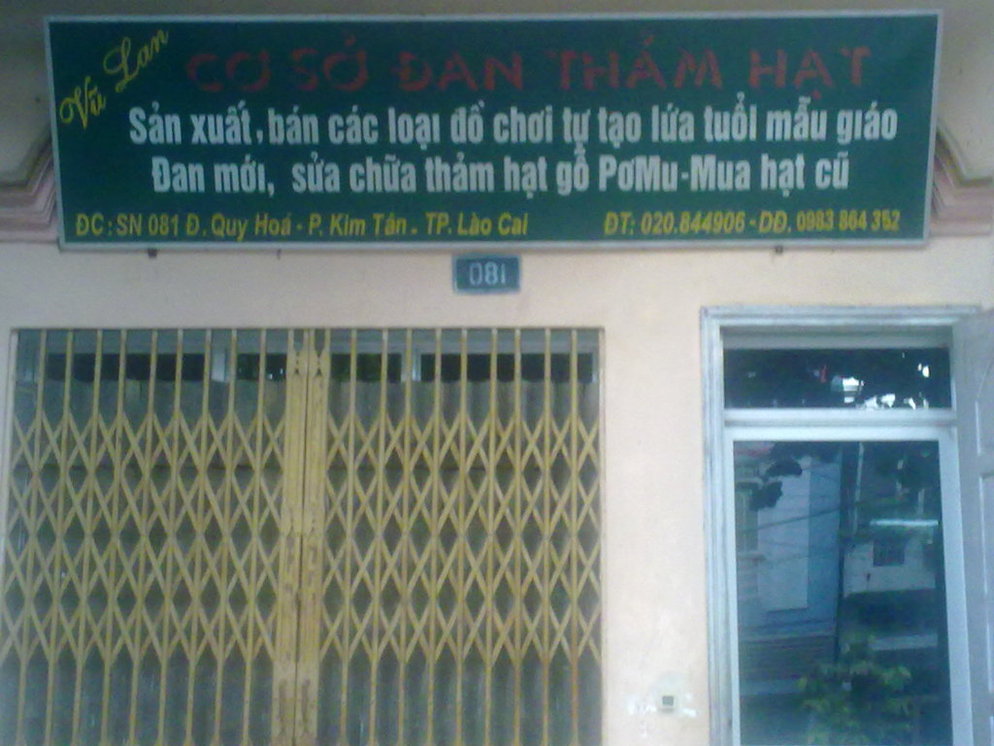 Vũ Lan
CƠ SỞ ĐAN THẢM HẠT
Sản xuất, bán các loại đồ chơi tự tạo lứa tuổi mẫu giáo
Đan mới, sửa chữa thảm hạt gỗ PơMu-Mua hạt cũ
ĐC: SN 081 Đ. Quy Hoá - P. Kim Tân - TP. Lào Cai ĐT: 020.844906 - DĐ. 0983 864 352
081